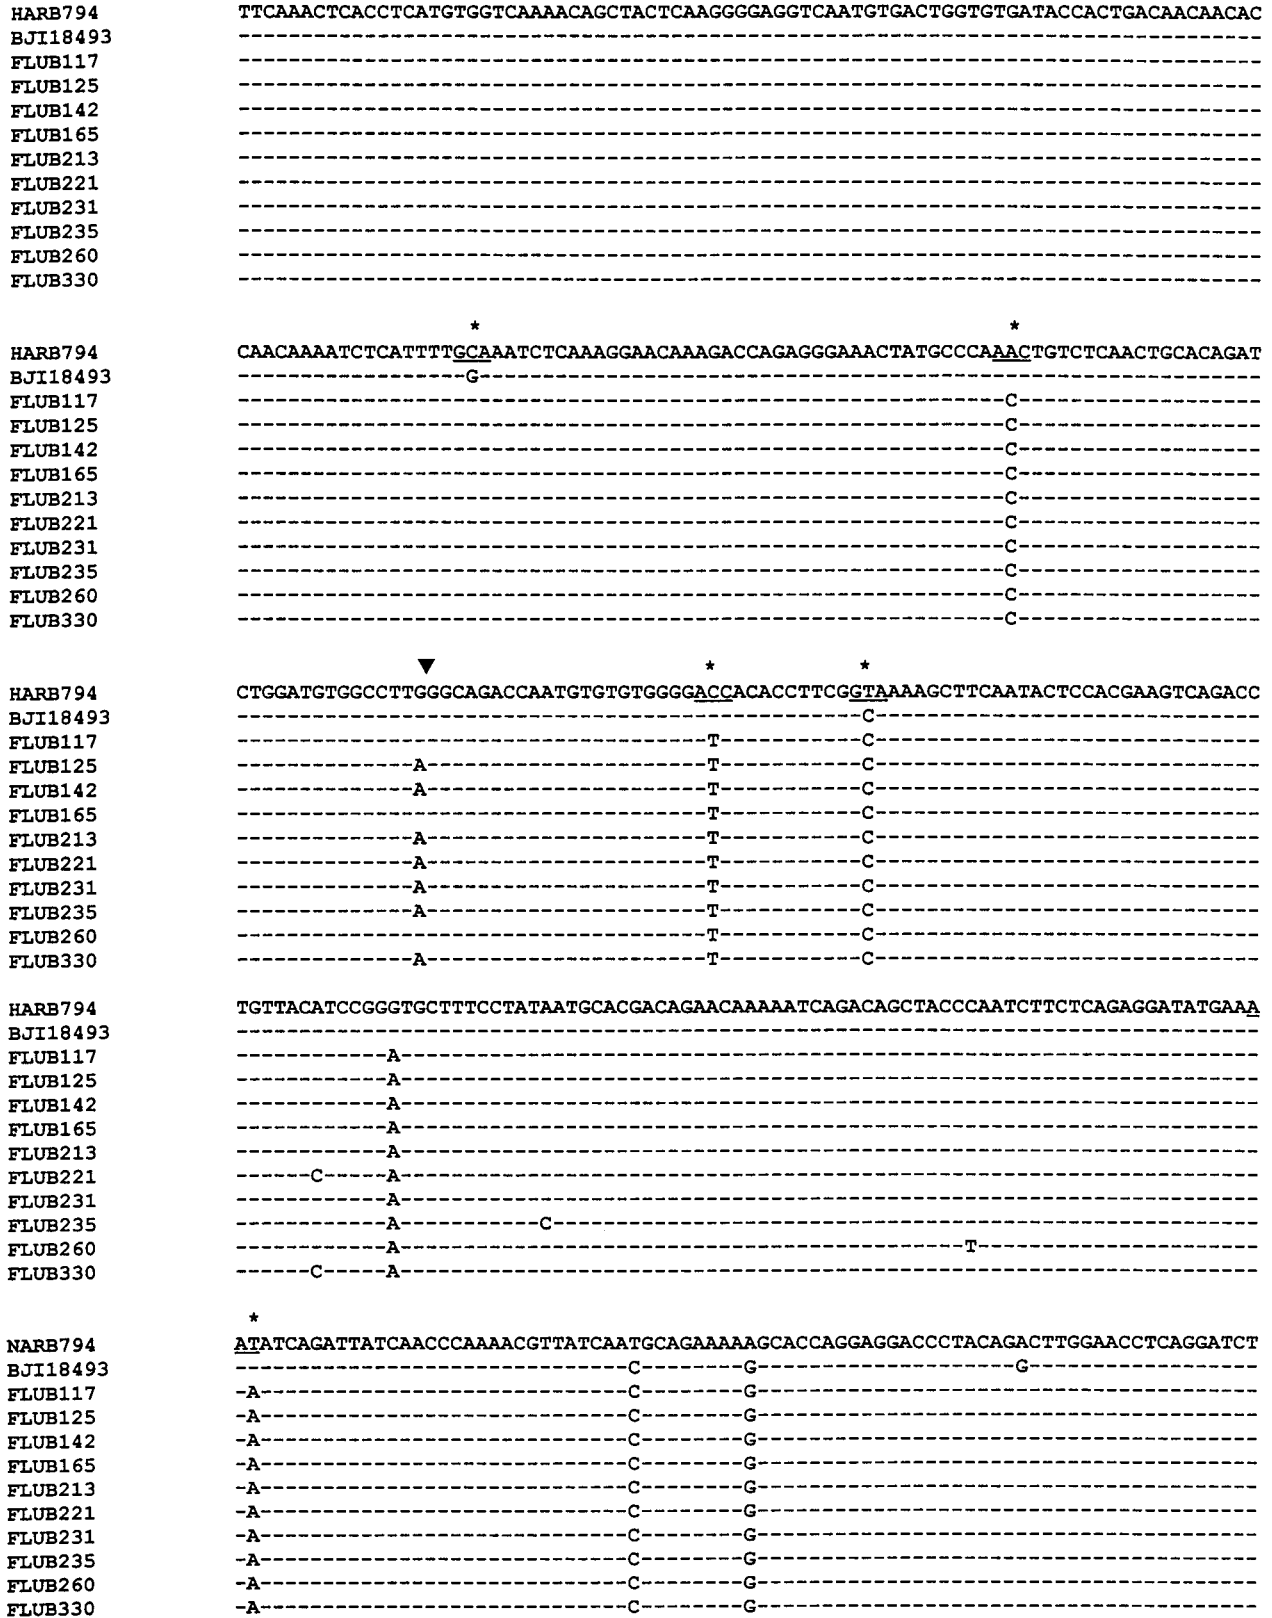 HARB794 TTCAAACTCACCTCATGTGGTCAAAACAGCTACTCAAGGGGAGGTCAATGTGACTGGTGTGATACCACTGACAACAACAC
BJI18493 --------------------------------------------------------------------------------
FLUB117 --------------------------------------------------------------------------------
FLUB125 --------------------------------------------------------------------------------
FLUB142 --------------------------------------------------------------------------------
FLUB165 --------------------------------------------------------------------------------
FLUB213 --------------------------------------------------------------------------------
FLUB221 --------------------------------------------------------------------------------
FLUB231 --------------------------------------------------------------------------------
FLUB235 --------------------------------------------------------------------------------
FLUB260 --------------------------------------------------------------------------------
FLUB330 --------------------------------------------------------------------------------
* *
HARB794 CAACAAAATCTCATTTTGCAAATCTCAAAGGAACAAAGACCAGAGGGAAACTATGCCCAAACTGTCTCAACTGCACAGAT
BJI18493 ------------------G-------------------------------------------------------------
FLUB117 ------------------------------------------------------------C-------------------
FLUB125 ------------------------------------------------------------C-------------------
FLUB142 ------------------------------------------------------------C-------------------
FLUB165 ------------------------------------------------------------C-------------------
FLUB213 ------------------------------------------------------------C-------------------
FLUB221 ------------------------------------------------------------C-------------------
FLUB231 ------------------------------------------------------------C-------------------
FLUB235 ------------------------------------------------------------C-------------------
FLUB260 ------------------------------------------------------------C-------------------
FLUB330 ------------------------------------------------------------C-------------------
▼ * *
HARB794 CTGGATGTGGCCTTGGGCAGACCAATGTGTGTGGGGACCACACCTTCGGTAAAAGCTTCAATACTCCACGAAGTCAGACC
BJI18493 -------------------------------------------------C------------------------------
FLUB117 -------------------------------------T-----------C------------------------------
FLUB125 --------------A----------------------T-----------C------------------------------
FLUB142 --------------A----------------------T-----------C------------------------------
FLUB165 -------------------------------------T-----------C------------------------------
FLUB213 --------------A----------------------T-----------C------------------------------
FLUB221 --------------A----------------------T-----------C------------------------------
FLUB231 --------------A----------------------T-----------C------------------------------
FLUB235 --------------A----------------------T-----------C------------------------------
FLUB260 -------------------------------------T-----------C------------------------------
FLUB330 --------------A----------------------T-----------C------------------------------
HARB794 TGTTACATCCGGGTGCTTTCCTATAATGCACGACAGAACAAAAATCAGACAGCTACCCAATCTTCTCAGAGGATATGAAA
BJI18493 --------------------------------------------------------------------------------
FLUB117 ------------A-------------------------------------------------------------------
FLUB125 ------------A-------------------------------------------------------------------
FLUB142 ------------A-------------------------------------------------------------------
FLUB165 ------------A-------------------------------------------------------------------
FLUB213 ------------A-------------------------------------------------------------------
FLUB221 ------C-----A-------------------------------------------------------------------
FLUB231 ------------A-------------------------------------------------------------------
FLUB235 ------------A-----------C-------------------------------------------------------
FLUB260 ------------A--------------------------------------------T----------------------
FLUB330 ------C-----A-------------------------------------------------------------------
*
NARB794 ATATCAGATTATCAACCCAAAACGTTATCAATGCAGAAAAAGCACCAGGAGGACCCTACAGACTTGGAACCTCAGGATCT
BJI18493 -------------------------------C--------G--------------------G------------------
FLUB117 -A-----------------------------C--------G---------------------------------------
FLUB125 -A-----------------------------C--------G---------------------------------------
FLUB142 -A-----------------------------C--------G---------------------------------------
FLUB165 -A-----------------------------C--------G---------------------------------------
FLUB213 -A-----------------------------C--------G---------------------------------------
FLUB221 -A-----------------------------C--------G---------------------------------------
FLUB231 -A-----------------------------C--------G---------------------------------------
FLUB235 -A-----------------------------C--------G---------------------------------------
FLUB260 -A-----------------------------C--------G---------------------------------------
FLUB330 -A-----------------------------C--------G---------------------------------------